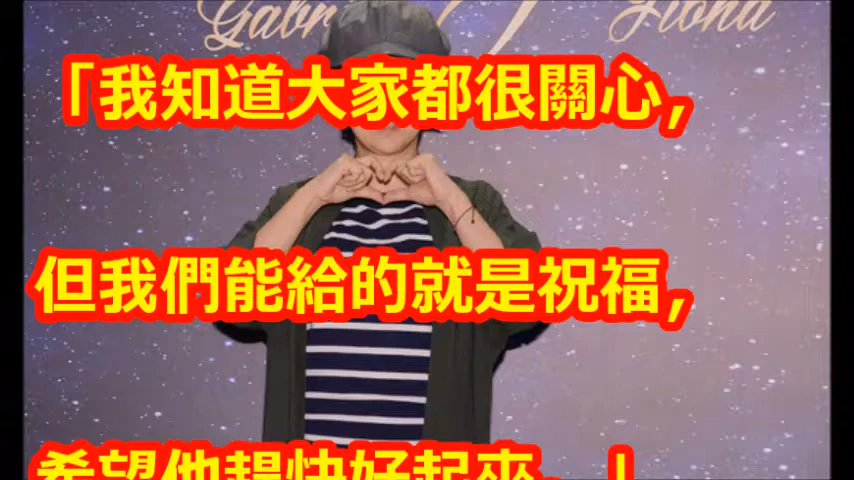 Gabr
Fiona
「我知道大家都很關心，
但我們能給的就是祝福，
希望他趕快好起來。」